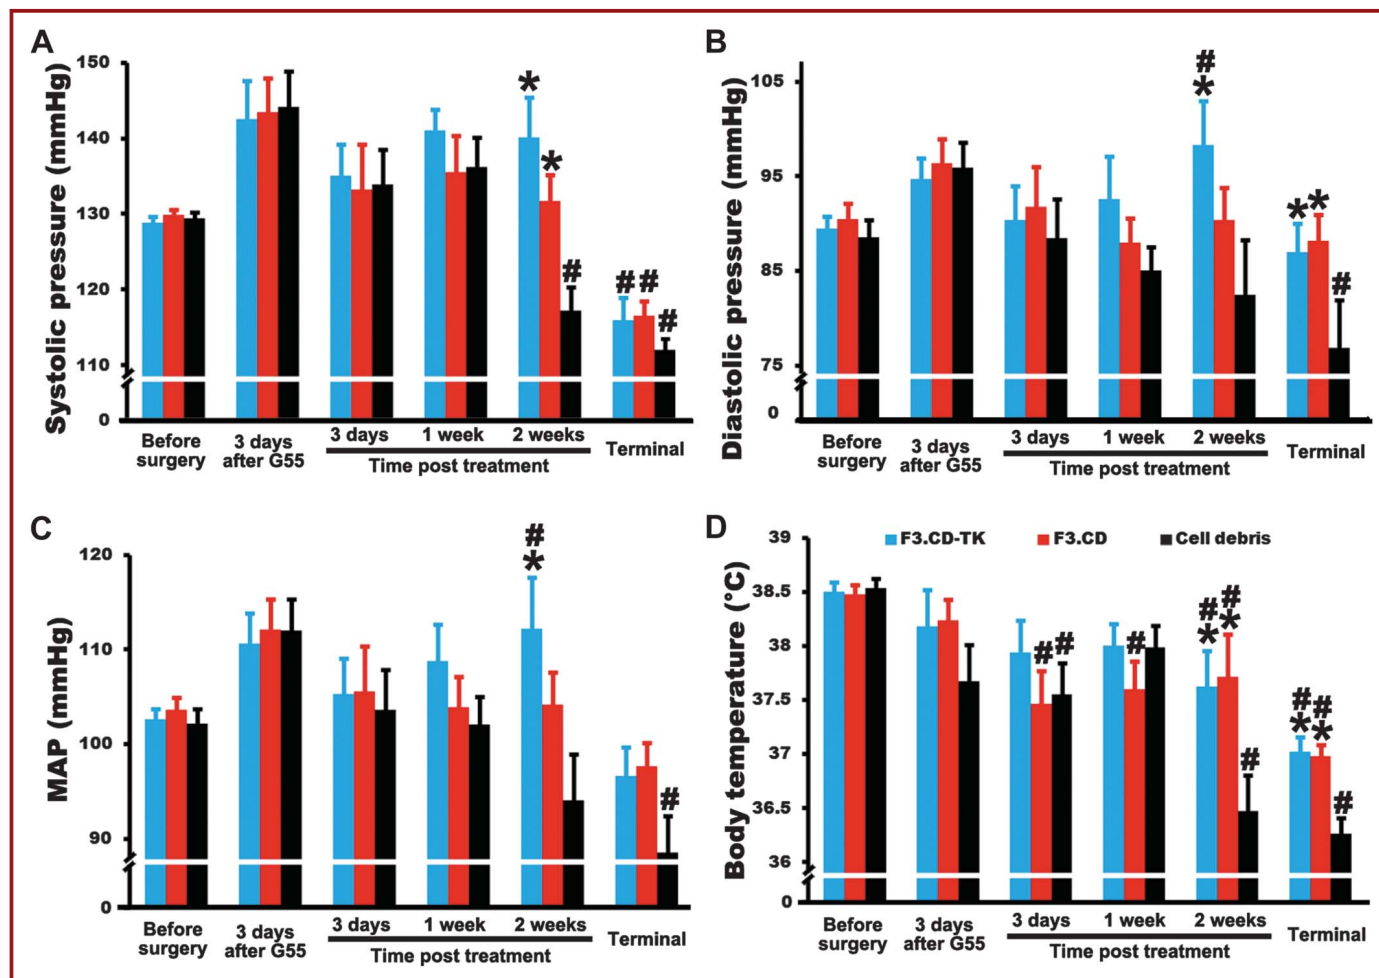 A
Systolic pressure (mmHg)
150
140
130
120
110
0
*
*
#
# #
#
Before surgery
3 days after G55
3 days
1 week
2 weeks
Time post treatment
Terminal
B
Diastolic pressure (mmHg)
105
95
85
75
0
#
*
* *
#
Before surgery
3 days after G55
3 days
1 week
2 weeks
Time post treatment
Terminal
C
MAP (mmHg)
120
110
100
90
0
#
*
#
Before surgery
3 days after G55
3 days
1 week
2 weeks
Time post treatment
Terminal
D
F3.CD-TK
F3.CD
Cell debris
Body temperature (°C)
39
38.5
38
37.5
37
36.5
36
0
# #
#
# #
* *
#
# #
* *
#
Before surgery
3 days after G55
3 days
1 week
2 weeks
Time post treatment
Terminal